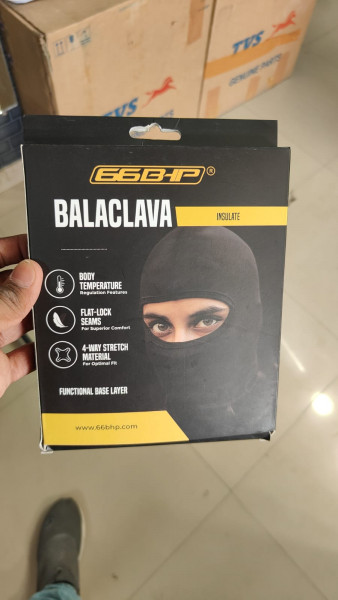 TVS
TVS
GENUINE PARTS
66BHP®
BALACLAVA
INSULATE
BODY
TEMPERATURE
Regulation Features
FLAT-LOCK
SEAMS
For Superior Comfort
4-WAY STRETCH
MATERIAL
For Optimal Fit
FUNCTIONAL BASE LAYER
www.66bhp.com